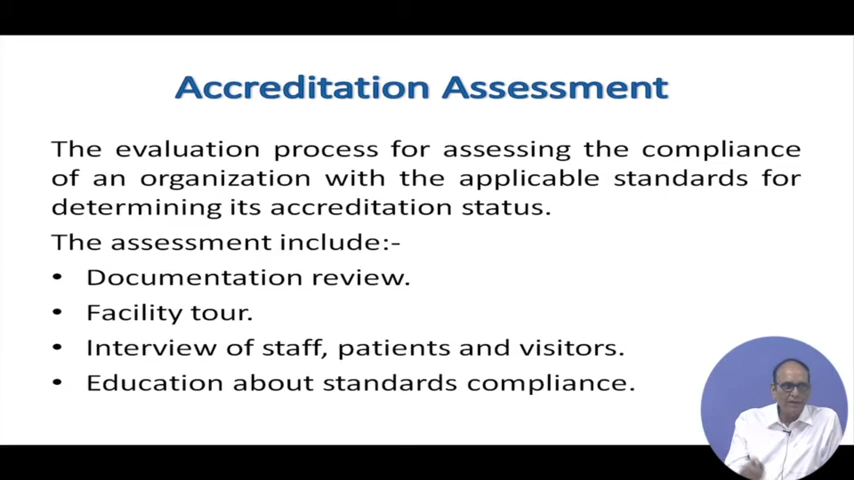 Accreditation Assessment
The evaluation process for assessing the compliance
of an organization with the applicable standards for
determining its accreditation status.
The assessment include:-
• Documentation review.
• Facility tour.
• Interview of staff, patients and visitors.
• Education about standards compliance.